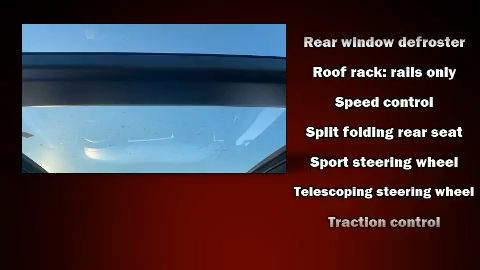 Rear window defroster
Roof rack: rails only
Speed control
Split folding rear seat
Sport steering wheel
Telescoping steering wheel
Traction control